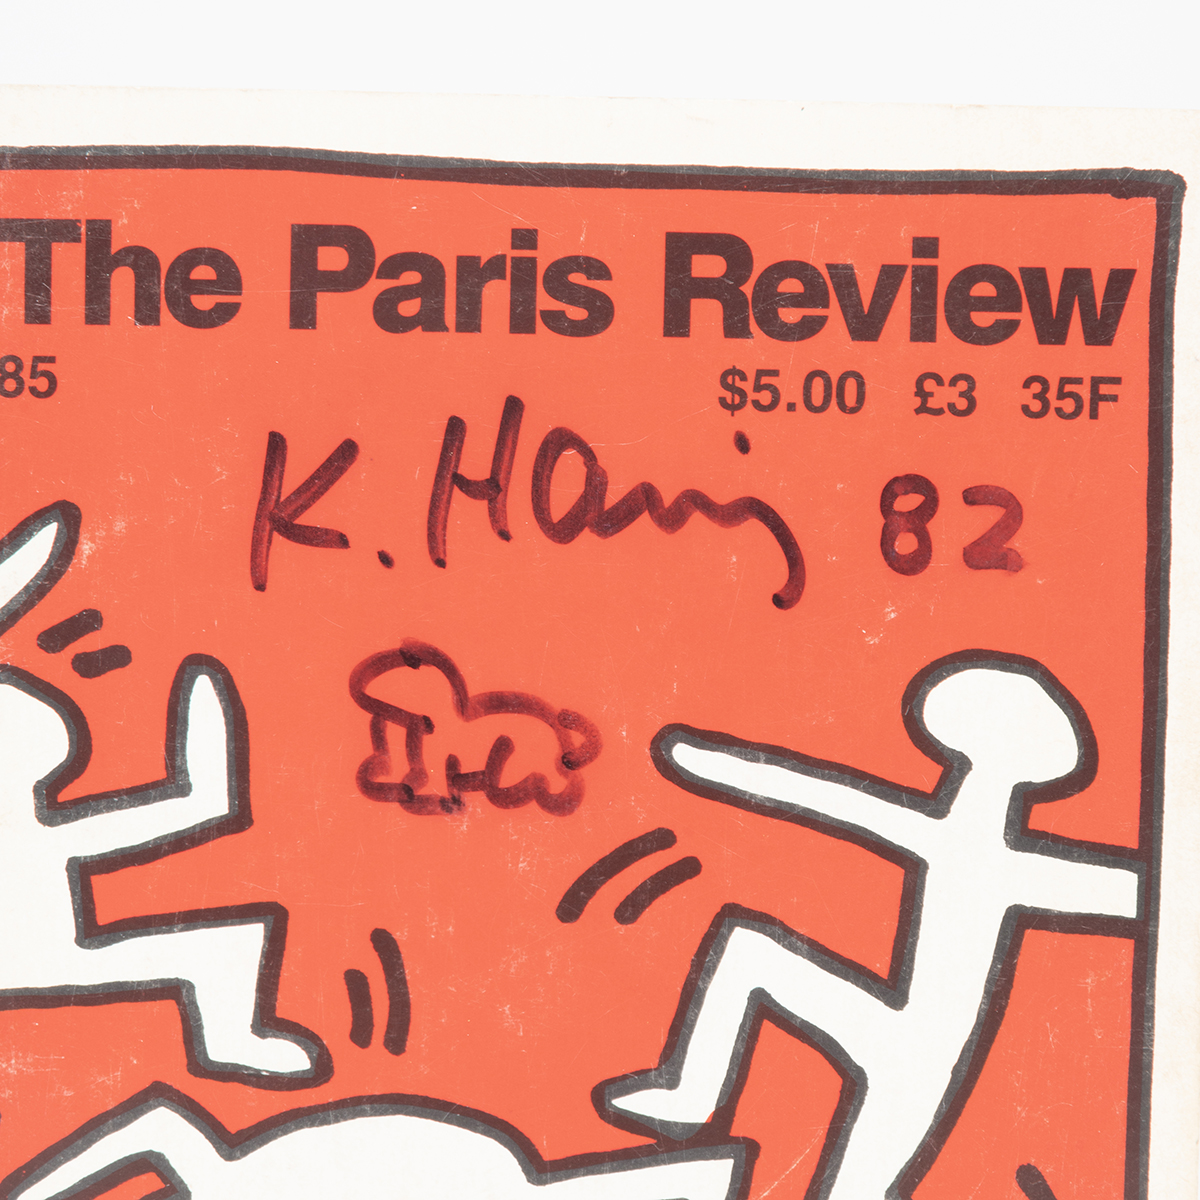 The Paris Review
85 $5.00 £3 35F
K. Haring 82